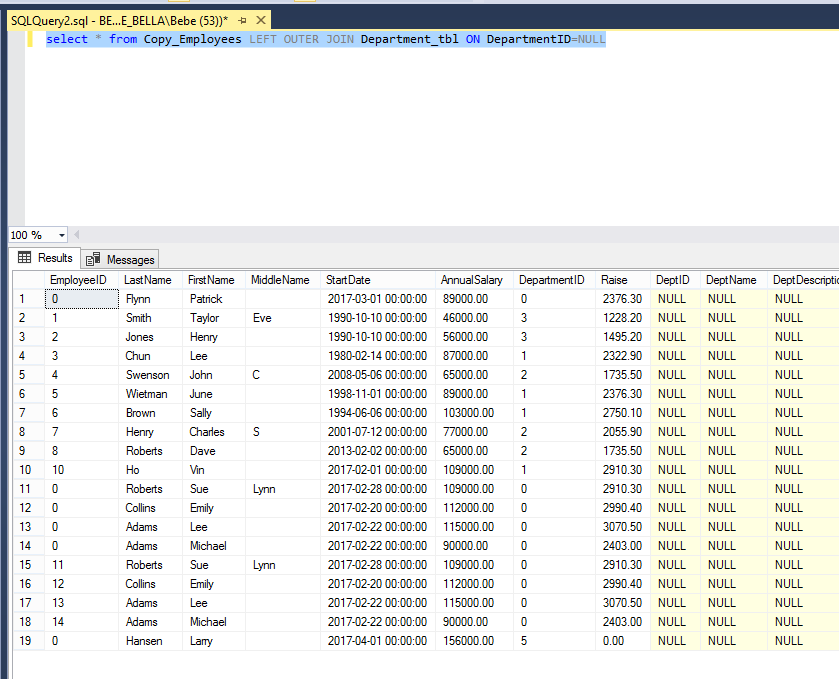 SQLQuery2.sql - BE...E_BELLA\Bebe (53))*
select * from Copy_Employees LEFT OUTER JOIN Department_tbl ON DepartmentID=NULL
100 %
Results Messages
EmployeeID LastName FirstName MiddleName StartDate AnnualSalary DepartmentID Raise DeptID DeptName DeptDescriptio
1 0 Flynn Patrick 2017-03-01 00:00:00 89000.00 0 2376.30 NULL NULL NULL
2 1 Smith Taylor Eve 1990-10-10 00:00:00 46000.00 3 1228.20 NULL NULL NULL
3 2 Jones Henry 1990-10-10 00:00:00 56000.00 3 1495.20 NULL NULL NULL
4 3 Chun Lee 1980-02-14 00:00:00 87000.00 1 2322.90 NULL NULL NULL
5 4 Swenson John C 2008-05-06 00:00:00 65000.00 2 1735.50 NULL NULL NULL
6 5 Wietman June 1998-11-01 00:00:00 89000.00 1 2376.30 NULL NULL NULL
7 6 Brown Sally 1994-06-06 00:00:00 103000.00 1 2750.10 NULL NULL NULL
8 7 Henry Charles S 2001-07-12 00:00:00 77000.00 2 2055.90 NULL NULL NULL
9 8 Roberts Dave 2013-02-02 00:00:00 65000.00 2 1735.50 NULL NULL NULL
10 10 Ho Vin 2017-02-01 00:00:00 109000.00 1 2910.30 NULL NULL NULL
11 0 Roberts Sue Lynn 2017-02-28 00:00:00 109000.00 0 2910.30 NULL NULL NULL
12 0 Collins Emily 2017-02-20 00:00:00 112000.00 0 2990.40 NULL NULL NULL
13 0 Adams Lee 2017-02-22 00:00:00 115000.00 0 3070.50 NULL NULL NULL
14 0 Adams Michael 2017-02-22 00:00:00 90000.00 0 2403.00 NULL NULL NULL
15 11 Roberts Sue Lynn 2017-02-28 00:00:00 109000.00 0 2910.30 NULL NULL NULL
16 12 Collins Emily 2017-02-20 00:00:00 112000.00 0 2990.40 NULL NULL NULL
17 13 Adams Lee 2017-02-22 00:00:00 115000.00 0 3070.50 NULL NULL NULL
18 14 Adams Michael 2017-02-22 00:00:00 90000.00 0 2403.00 NULL NULL NULL
19 0 Hansen Larry 2017-04-01 00:00:00 156000.00 5 0.00 NULL NULL NULL